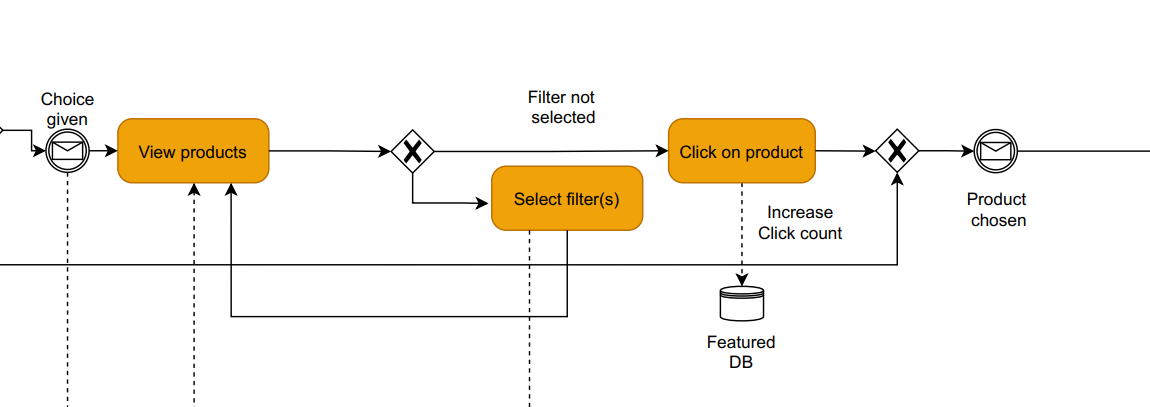 Choice
given
View products
Filter not
selected
Select filter(s)
Click on product
Increase
Click count
Featured
DB
Product
chosen